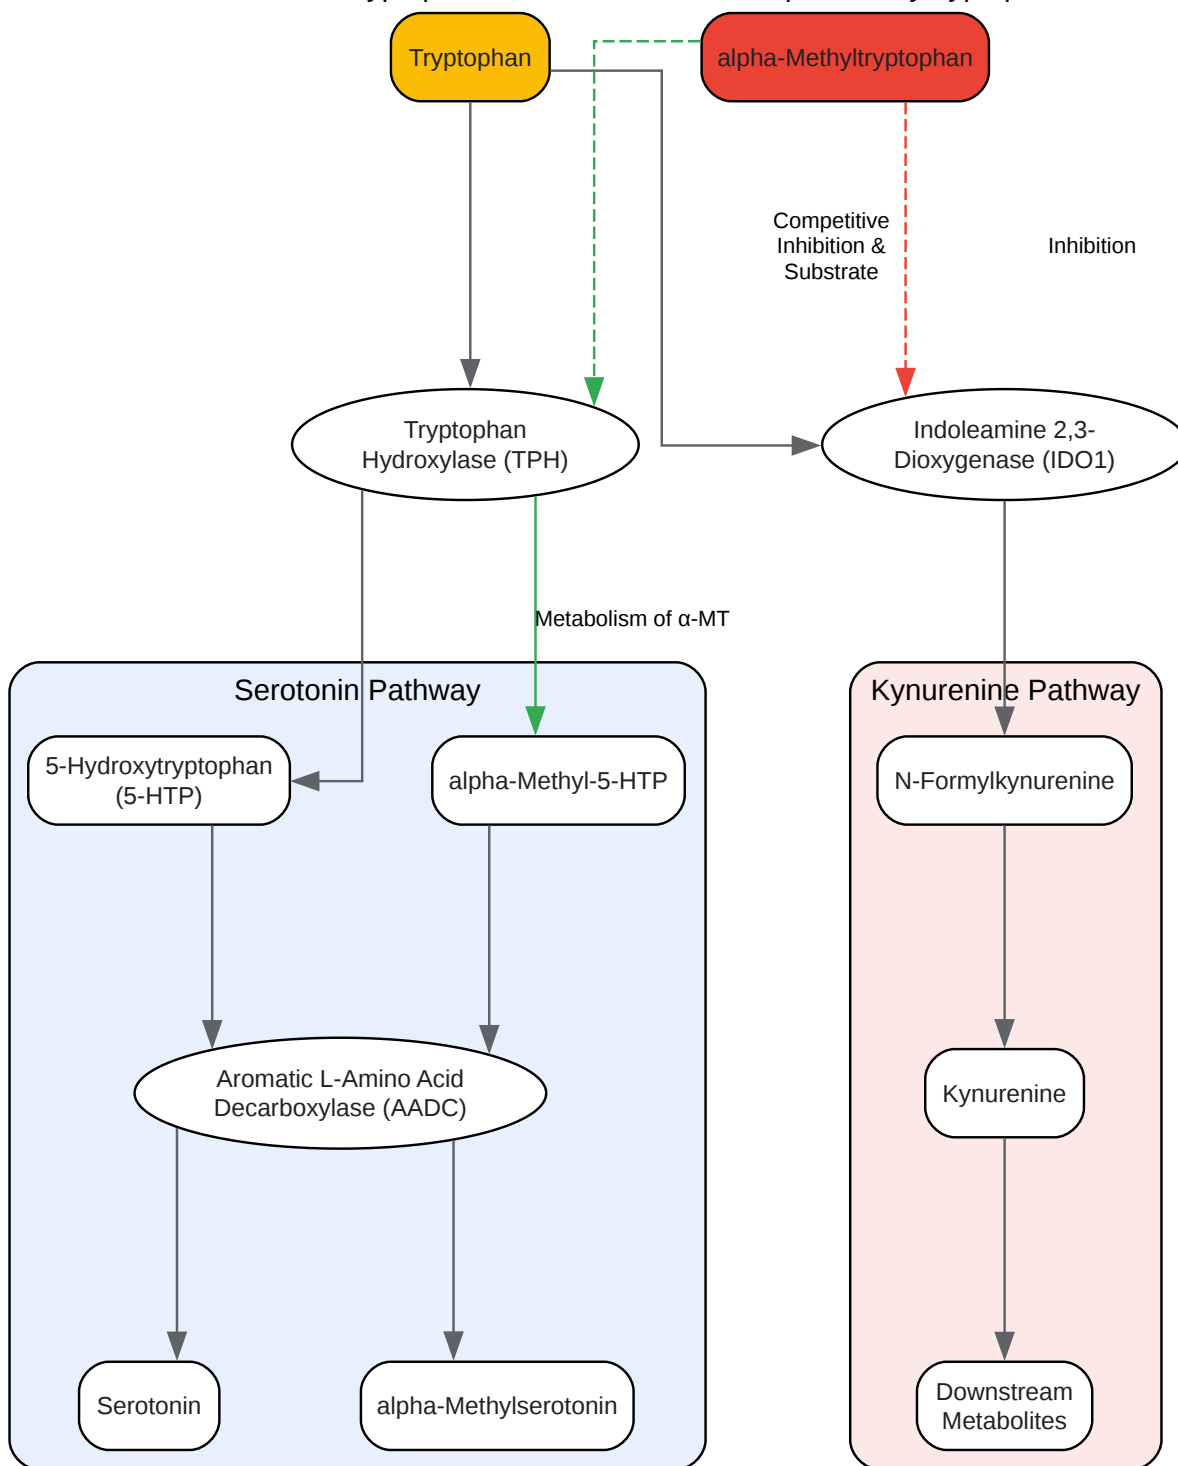 Tryptophan
alpha-Methyltryptophan
Competitive
Inhibition &
Substrate
Inhibition
Tryptophan
Hydroxylase (TPH)
Indoleamine 2,3-
Dioxygenase (IDO1)
Metabolism of α-MT
Serotonin Pathway
Kynurenine Pathway
5-Hydroxytryptophan
(5-HTP)
alpha-Methyl-5-HTP
N-Formylkynurenine
Aromatic L-Amino Acid
Decarboxylase (AADC)
Kynurenine
Serotonin
alpha-Methylserotonin
Downstream
Metabolites